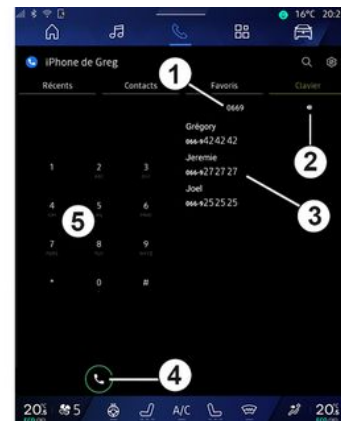 16°C 20:2
iPhone de Greg
Récents Contacts Favoris Clavier
1
0669
2
Grégory
066-9424242
Jeremie
066-9272727
Joel
066-9252525
3
1 2 3
4 5 6
5
7 8 9
* 0 #
4
20 5 A/C 20